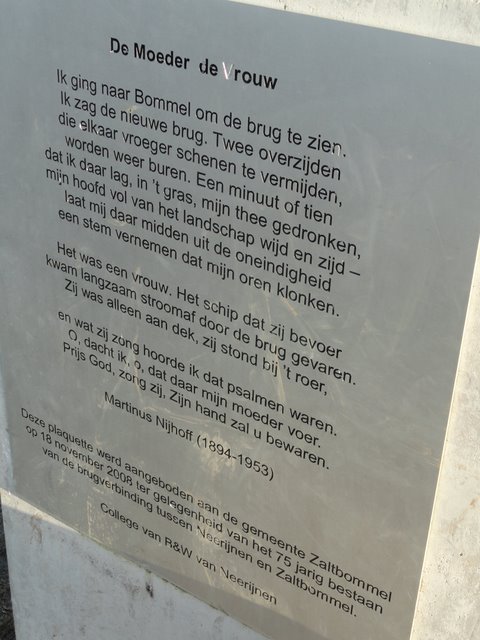 De Moeder de Vrouw
Ik ging naar Bommel om de brug te zien.
Ik zag de nieuwe brug. Twee overzijden
die elkaar vroeger schenen te vermijden,
worden weer buren. Een minuut of tien
dat ik daar lag, in 't gras, mijn thee gedronken,
mijn hoofd vol van het landschap wijd en zijd –
laat mij daar midden uit de oneindigheid
een stem vernemen dat mijn oren klonken.
Het was een vrouw. Het schip dat zij bevoer
kwam langzaam stroomaf door de brug gevaren.
Zij was alleen aan dek, zij stond bij 't roer,
en wat zij zong hoorde ik dat psalmen waren.
O, dacht ik, o, dat daar mijn moeder voer.
Prijs God, zong zij, Zijn hand zal u bewaren.
Martinus Nijhoff (1894-1953)
Deze plaquette werd aangeboden aan de gemeente Zaltbommel
op 18 november 2008 ter gelegenheid van het 75 jarig bestaan
van de brugverbinding tussen Neerijnen en Zaltbommel.
College van R&W van Neerijnen